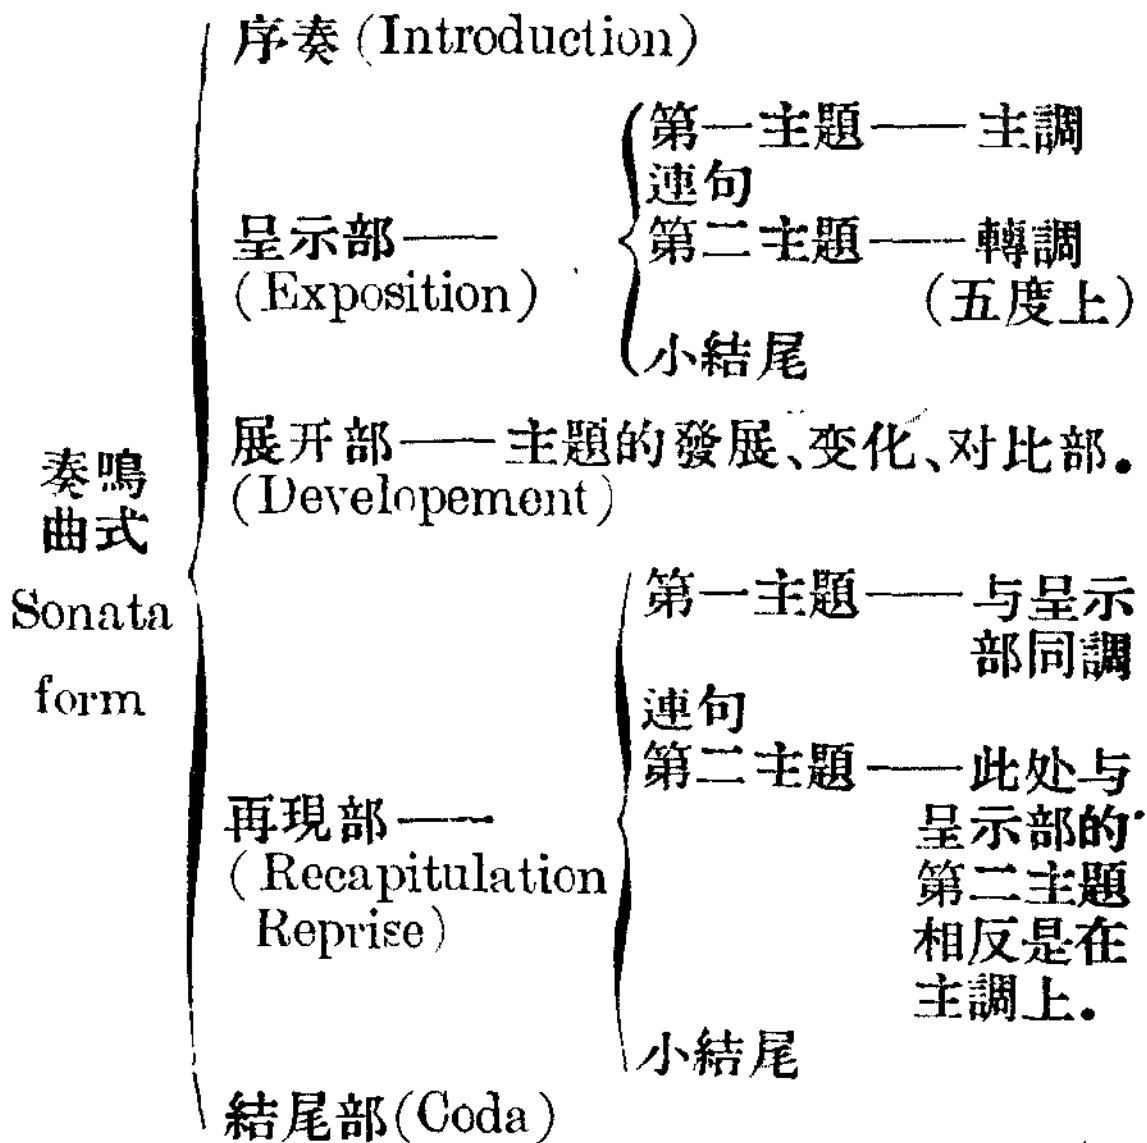 序奏(Introduction)
第一主題——主調
連句
呈示部——
第二主題——轉調
(Exposition)
(五度上)
小結尾
展开部——主題的發展、变化、对比部.
(Developement)
奏鳴
曲式
Sonata
form
第一主題——与呈示
部同調
連句
第二主題——此处与
呈示部的
第二主題
相反是在
主調上.
再現部——
(Recapitulation
Reprise)
小結尾
結尾部(Coda)